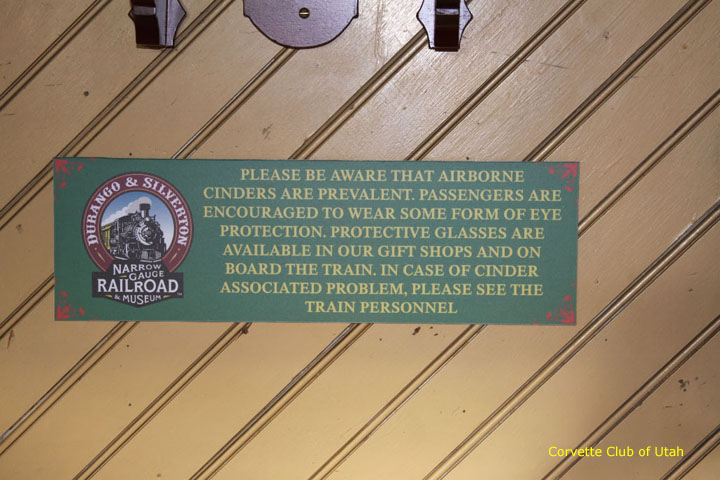 DURANGO & SILVERTON
NARROW
GAUGE
RAILROAD
& MUSEUM
PLEASE BE AWARE THAT AIRBORNE
CINDERS ARE PREVALENT. PASSENGERS ARE
ENCOURAGED TO WEAR SOME FORM OF EYE
PROTECTION. PROTECTIVE GLASSES ARE
AVAILABLE IN OUR GIFT SHOPS AND ON
BOARD THE TRAIN. IN CASE OF CINDER
ASSOCIATED PROBLEM, PLEASE SEE THE
TRAIN PERSONNEL
Corvette Club of Utah